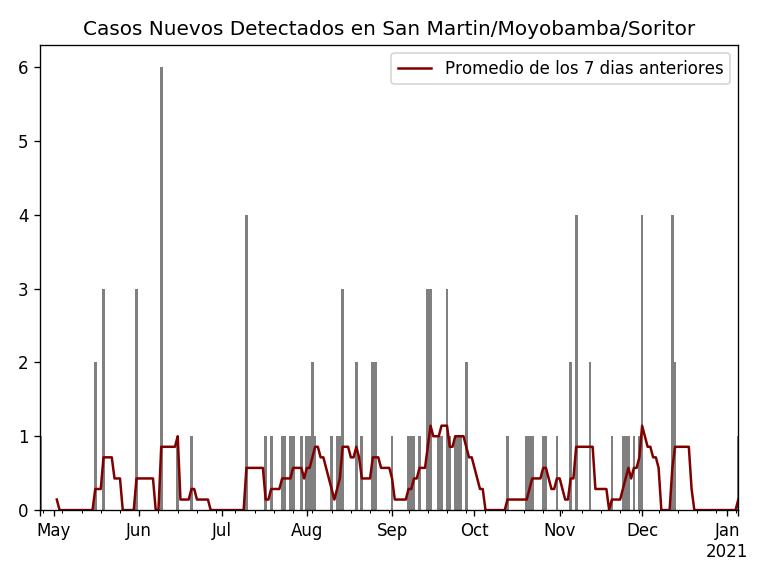 Casos Nuevos Detectados en San Martin/Moyobamba/Soritor
Promedio de los 7 dias anteriores
6
5
4
3
2
1
0
May Jun Jul Aug Sep Oct Nov Dec Jan
2021